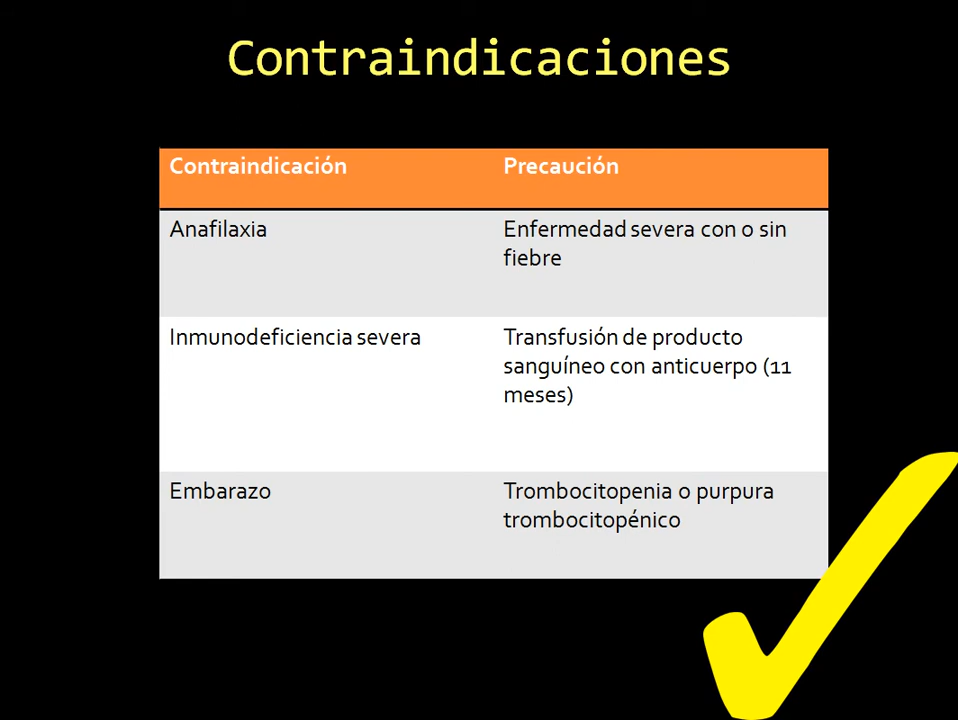 Contraindicaciones
Contraindicación
Precaución
Anafilaxia
Enfermedad severa con o sin
fiebre
Inmunodeficiencia severa
Transfusión de producto
sanguíneo con anticuerpo (11
meses)
Embarazo
Trombocitopenia o purpura
trombocitopénico